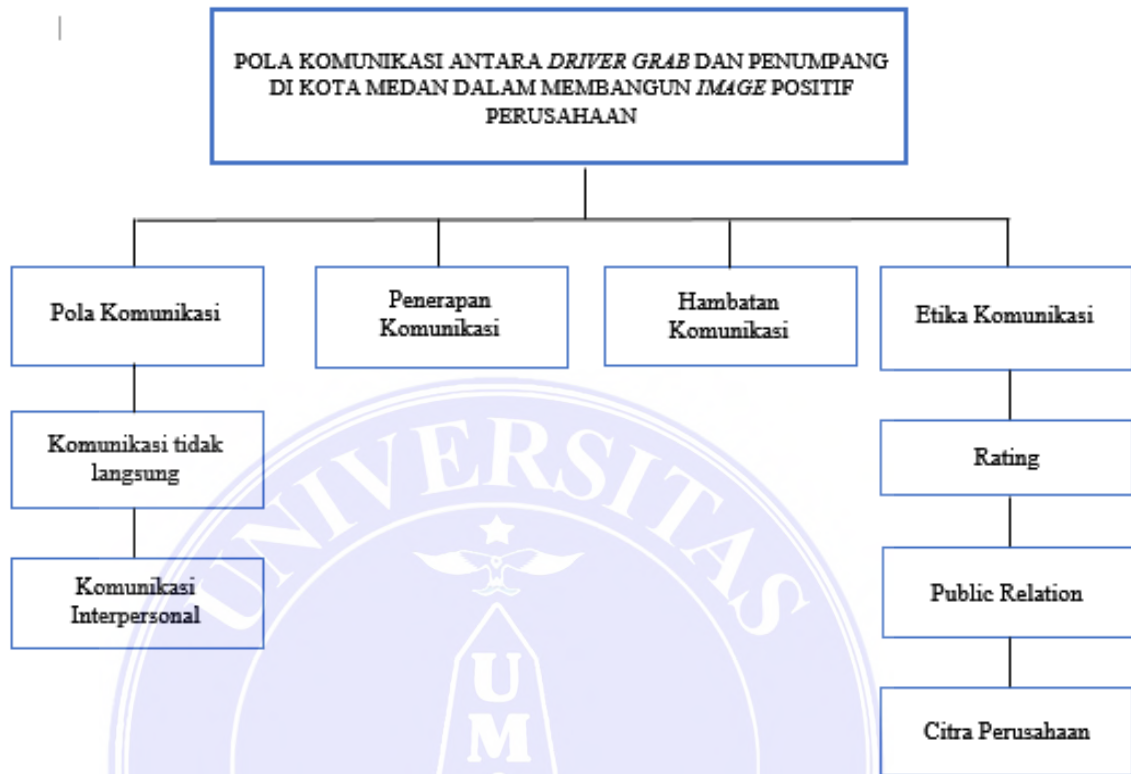 POLA KOMUNIKASI ANTARA DRIVER GRAB DAN PENUMPANG
DI KOTA MEDAN DALAM MEMBANGUN IMAGE POSITIF
PERUSAHAAN
Pola Komunikasi
Penerapan
Komunikasi
Hambatan
Komunikasi
Etika Komunikasi
Komunikasi tidak
langsung
Rating
Komunikasi
Interpersonal
Public Relation
Citra Perusahaan
UNIVERSITAS
U
M